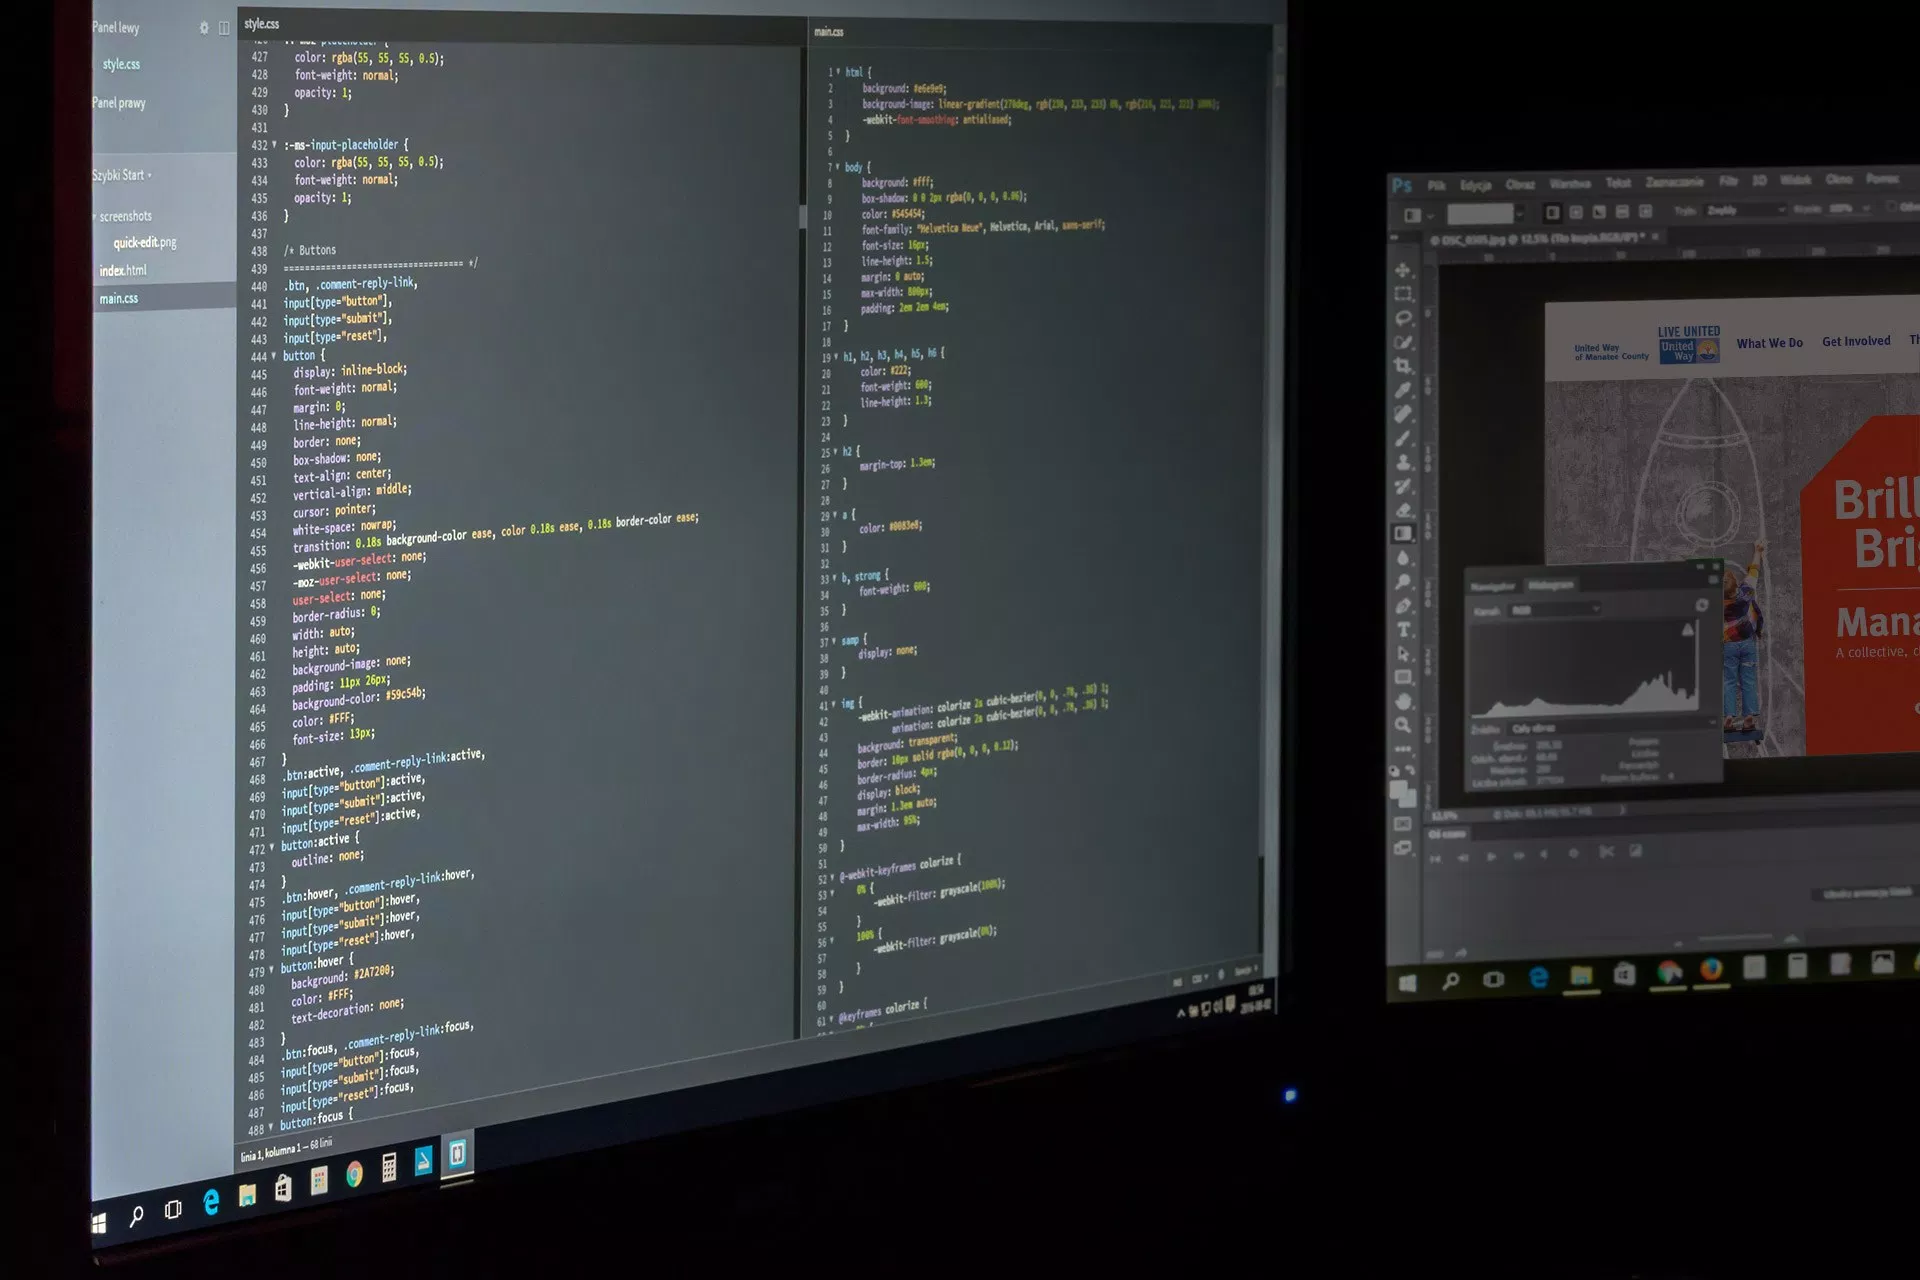 Panel lewy
style.css
Panel prawy
Szybki Start
screenshots
quick-edit.png
index.html
main.css
style.css
427 color: rgba(55, 55, 55, 0.5);
428 font-weight: normal;
429 opacity: 1;
430 }
431
432 :-ms-input-placeholder {
433 color: rgba(55, 55, 55, 0.5);
434 font-weight: normal;
435 opacity: 1;
436 }
437
438 /* Buttons
439 ================================== */
440 .btn, .comment-reply-link,
441 input[type="button"],
442 input[type="submit"],
443 input[type="reset"],
444 button {
445 display: inline-block;
446 font-weight: normal;
447 margin: 0;
448 line-height: normal;
449 border: none;
450 box-shadow: none;
451 text-align: center;
452 vertical-align: middle;
453 cursor: pointer;
454 white-space: nowrap;
455 transition: 0.18s background-color ease, color 0.18s ease, 0.18s border-color ease;
456 -webkit-user-select: none;
457 -moz-user-select: none;
458 user-select: none;
459 border-radius: 0;
460 width: auto;
461 height: auto;
462 background-image: none;
463 padding: 11px 26px;
464 background-color: #59c54b;
465 color: #FFF;
466 font-size: 13px;
467 }
468 .btn:active, .comment-reply-link:active,
469 input[type="button"]:active,
470 input[type="submit"]:active,
471 input[type="reset"]:active,
472 button:active {
473 outline: none;
474 }
475 .btn:hover, .comment-reply-link:hover,
476 input[type="button"]:hover,
477 input[type="submit"]:hover,
478 input[type="reset"]:hover,
479 button:hover {
480 background: #2A7200;
481 color: #FFF;
482 text-decoration: none;
483 }
484 .btn:focus, .comment-reply-link:focus,
485 input[type="button"]:focus,
486 input[type="submit"]:focus,
487 input[type="reset"]:focus,
488 button:focus {
linia 1, kolumna 1 — 68 linii
main.css
1 html {
2 background: #e6e9e9;
3 background-image: linear-gradient(270deg, rgb(230, 233, 233) 0%, rgb(216, 221, 221) 100%);
4 -webkit-font-smoothing: antialiased;
5 }
6
7 body {
8 background: #fff;
9 box-shadow: 0 0 2px rgba(0, 0, 0, 0.06);
10 color: #545454;
11 font-family: "Helvetica Neue", Helvetica, Arial, sans-serif;
12 font-size: 16px;
13 line-height: 1.5;
14 margin: 0 auto;
15 max-width: 800px;
16 padding: 2em 2em 4em;
17 }
18
19 h1, h2, h3, h4, h5, h6 {
20 color: #222;
21 font-weight: 600;
22 line-height: 1.3;
23 }
24
25 h2 {
26 margin-top: 1.3em;
27 }
28
29 a {
30 color: #0083e8;
31 }
32
33 b, strong {
34 font-weight: 600;
35 }
36
37 samp {
38 display: none;
39 }
40
41 img {
42 -webkit-animation: colorize 2s cubic-bezier(0, 0, .78, .36) 1;
43 animation: colorize 2s cubic-bezier(0, 0, .78, .36) 1;
44 background: transparent;
45 border: 10px solid rgba(0, 0, 0, 0.12);
46 border-radius: 4px;
47 display: block;
48 margin: 1.3em auto;
49 max-width: 95%;
50 }
51
52 @-webkit-keyframes colorize {
53 0% {
54 -webkit-filter: grayscale(100%);
55 }
56 100% {
57 -webkit-filter: grayscale(0%);
58 }
59 }
60
61 @keyframes colorize {
Ps Plik Edycja Obraz Warstwa Tekst Zaznaczanie Filtr 3D Widok Okno Pomoc
United Way
of Manatee County
LIVE UNITED
United
Way
What We Do
Get Involved
Th
Brill
Bri
Mana
A collective, c
Nawigator Histogram
RGB
Cały obraz